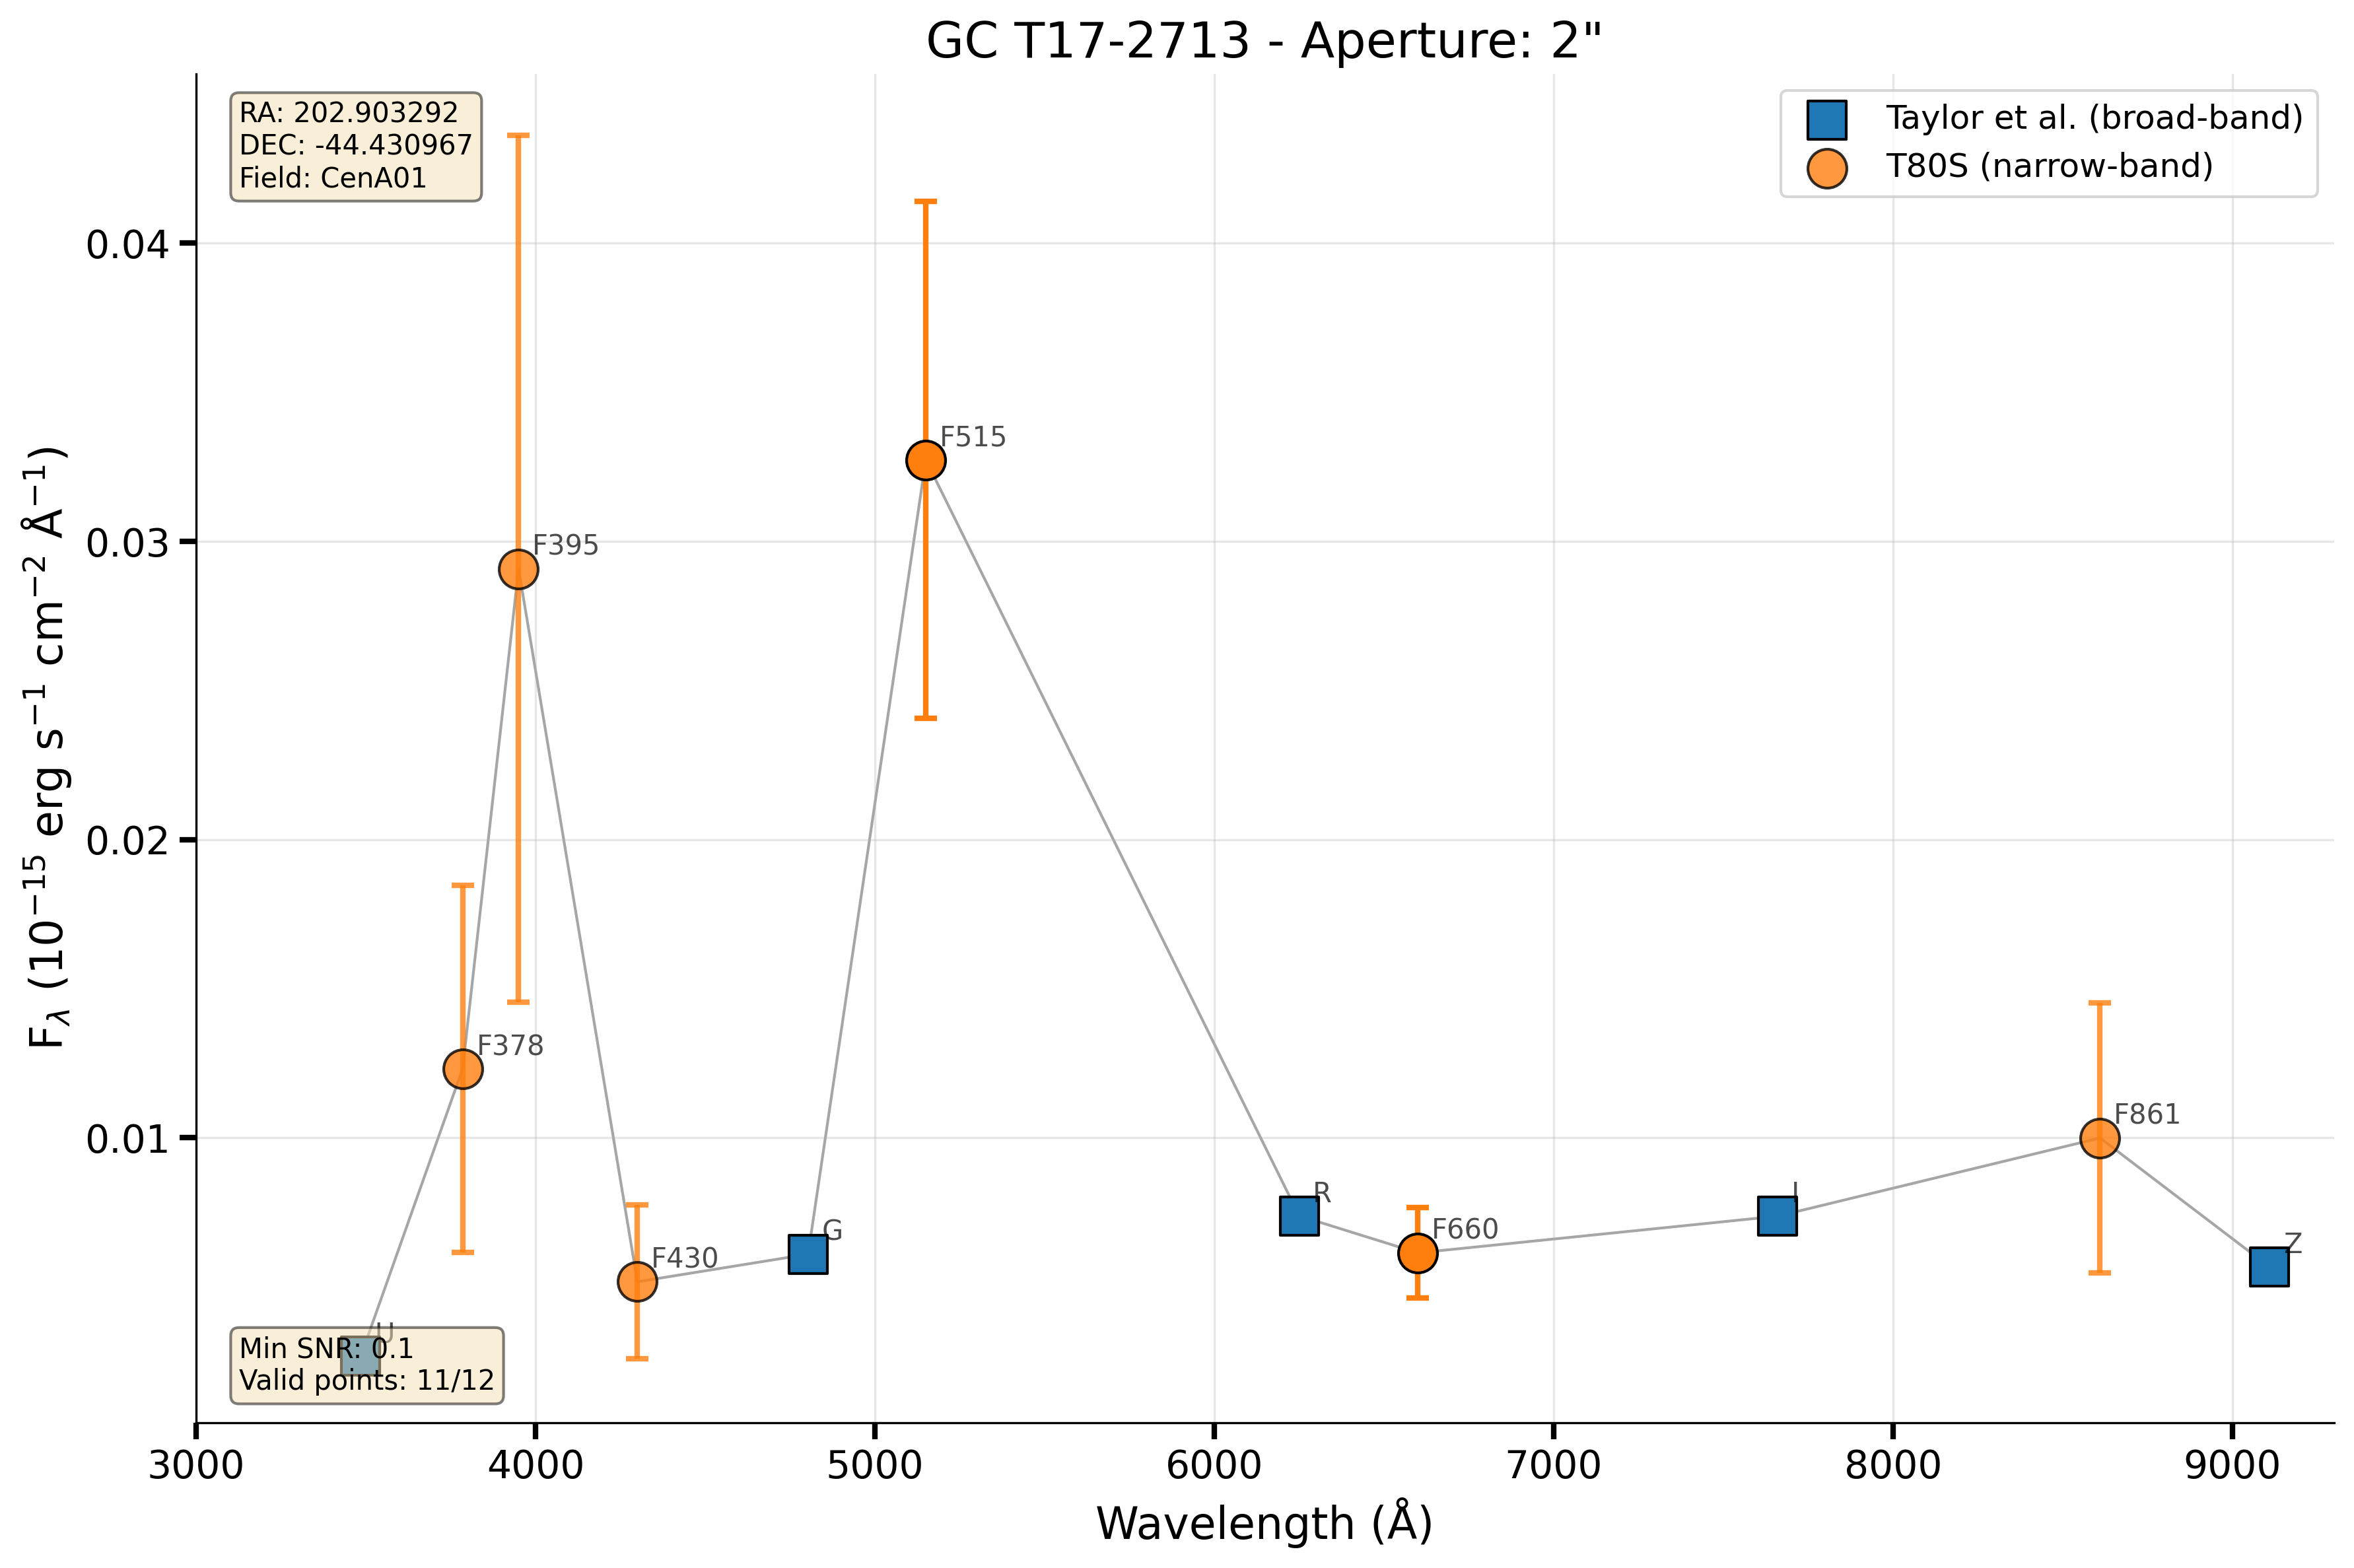 GC T17-2713 - Aperture: 2"
RA: 202.903292
DEC: -44.430967
Field: CenA01
Taylor et al. (broad-band)
T80S (narrow-band)
F515
F395
F378
F861
R
I
G
F660
Z
F430
U
Min SNR: 0.1
Valid points: 11/12
0.04
0.03
0.02
0.01
F_λ (10⁻¹⁵ erg s⁻¹ cm⁻² Å⁻¹)
3000 4000 5000 6000 7000 8000 9000
Wavelength (Å)